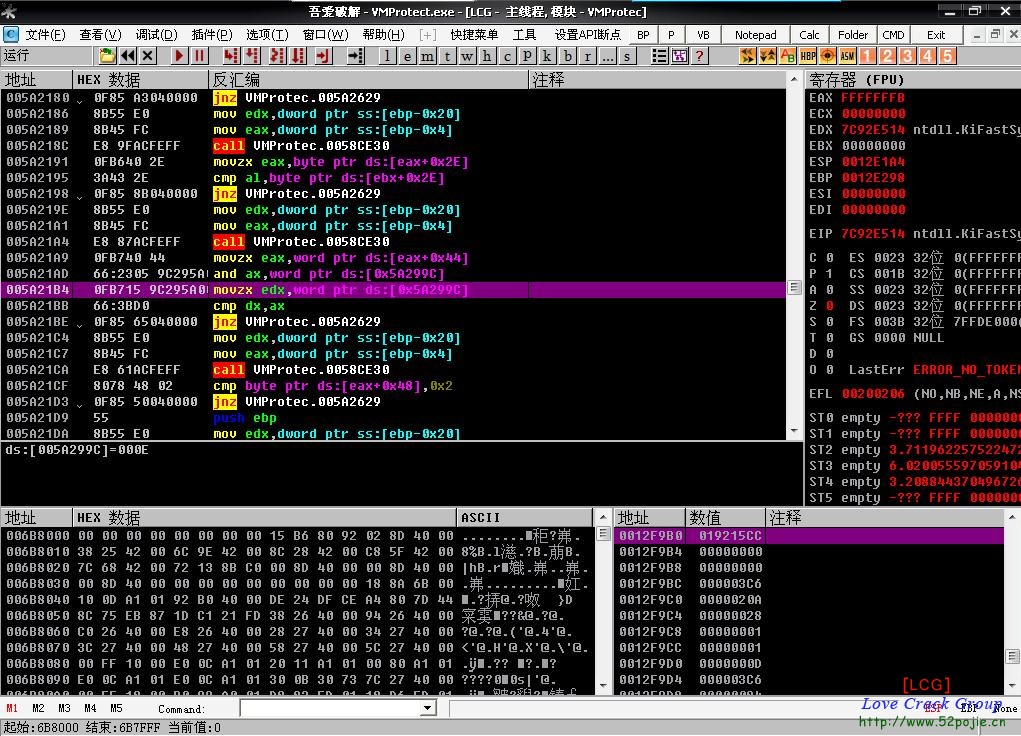 吾爱破解 - VMProtect.exe - [LCG - 主线程, 模块 - VMProtec]
C 文件(F) 查看(V) 调试(D) 插件(P) 选项(T) 窗口(W) 帮助(H) [+] 快捷菜单 工具 设置API断点 BP P VB Notepad Calc Folder CMD Exit
运行 l e m t w h c p k b r ... s ? HBP ASM 1 2 3 4 5
地址 HEX 数据 反汇编 注释 寄存器 (FPU)
005A2180 0F85 A3040000 jnz VMProtec.005A2629
005A2186 8B55 E0 mov edx,dword ptr ss:[ebp-0x20]
005A2189 8B45 FC mov eax,dword ptr ss:[ebp-0x4]
005A218C E8 9FACFEFF call VMProtec.0058CE30
005A2191 0FB640 2E movzx eax,byte ptr ds:[eax+0x2E]
005A2195 3A43 2E cmp al,byte ptr ds:[ebx+0x2E]
005A2198 0F85 8B040000 jnz VMProtec.005A2629
005A219E 8B55 E0 mov edx,dword ptr ss:[ebp-0x20]
005A21A1 8B45 FC mov eax,dword ptr ss:[ebp-0x4]
005A21A4 E8 87ACFEFF call VMProtec.0058CE30
005A21A9 0FB740 44 movzx eax,word ptr ds:[eax+0x44]
005A21AD 66:2305 9C295A0 and ax,word ptr ds:[0x5A299C]
005A21B4 0FB715 9C295A0 movzx edx,word ptr ds:[0x5A299C]
005A21BB 66:3BD0 cmp dx,ax
005A21BE 0F85 65040000 jnz VMProtec.005A2629
005A21C4 8B55 E0 mov edx,dword ptr ss:[ebp-0x20]
005A21C7 8B45 FC mov eax,dword ptr ss:[ebp-0x4]
005A21CA E8 61ACFEFF call VMProtec.0058CE30
005A21CF 8078 48 02 cmp byte ptr ds:[eax+0x48],0x2
005A21D3 0F85 50040000 jnz VMProtec.005A2629
005A21D9 55 push ebp
005A21DA 8B55 E0 mov edx,dword ptr ss:[ebp-0x20]
EAX FFFFFFFB
ECX 00000000
EDX 7C92E514 ntdll.KiFastSy
EBX 00000000
ESP 0012E1A4
EBP 0012E298
ESI 00000000
EDI 00000000
EIP 7C92E514 ntdll.KiFastSy
C 0 ES 0023 32位 0(FFFFFFF
P 1 CS 001B 32位 0(FFFFFFF
A 0 SS 0023 32位 0(FFFFFFF
Z 0 DS 0023 32位 0(FFFFFFF
S 0 FS 003B 32位 7FFDE000
T 0 GS 0000 NULL
D 0
O 0 LastErr ERROR_NO_TOKEN
EFL 00200206 (NO,NB,NE,A,NS
ST0 empty -??? FFFF 0000000
ST1 empty -??? FFFF 0000000
ST2 empty 3.7119622575224720
ST3 empty 6.0200555970591040
ST4 empty 3.2088443704967260
ST5 empty -??? FFFF 0000000
ds:[005A299C]=000E
地址 HEX 数据 ASCII
006B8000 00 00 00 00 00 00 00 00 15 B6 80 92 02 8D 40 00
006B8010 38 25 42 00 6C 9E 42 00 8C 28 42 00 C8 5F 42 00
006B8020 7C 68 42 00 72 13 8B C0 00 8D 40 00 00 8D 40 00
006B8030 00 8D 40 00 00 00 00 00 00 00 00 00 18 8A 6B 00
006B8040 10 0D A1 01 92 B0 40 00 DE 24 DF CE A4 80 7D 44
006B8050 8C 75 EB 87 1D C1 21 FD 38 26 40 00 94 26 40 00
006B8060 C0 26 40 00 E8 26 40 00 28 27 40 00 34 27 40 00 ?@.?@.('@.4'@.
006B8070 3C 27 40 00 48 27 40 00 58 27 40 00 5C 27 40 00 <'@.H'@.X'@.\'@.
006B8080 00 FF 10 00 E0 0C A1 01 20 11 A1 01 00 80 A1 01
006B8090 E0 0C A1 01 E0 0C A1 01 30 0B 30 73 7C 27 40 00
地址 数值 注释
0012F9B0 019215CC
0012F9B4 00000000
0012F9B8 00000000
0012F9BC 000003C6
0012F9C0 0000020A
0012F9C4 00000028
0012F9C8 00000001
0012F9CC 00000001
0012F9D0 0000000D
0012F9D4 000003C6
M1 M2 M3 M4 M5 Command: ESP EBP None
起始:6B8000 结束:6B7FFF 当前值:0
[LCG]
Love Crack Group
http://www.52pojie.cn